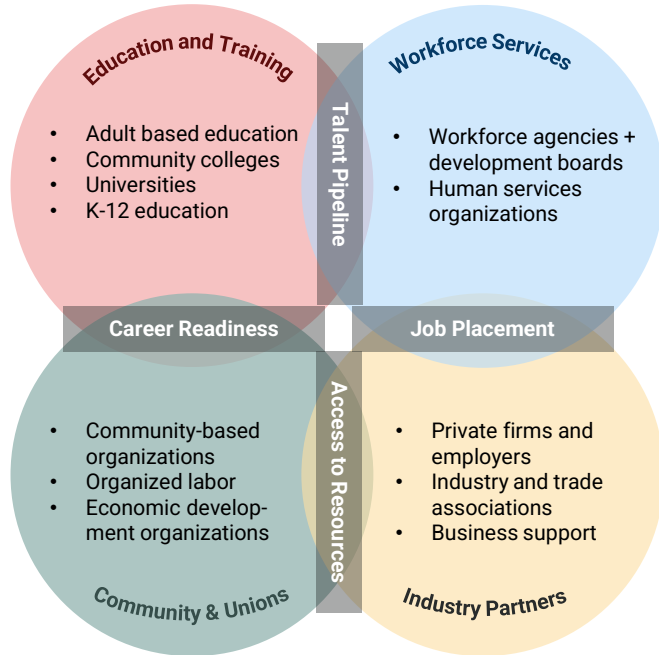 Education and Training
Workforce Services
• Adult based education
• Community colleges
• Universities
• K-12 education
Talent Pipeline
• Workforce agencies +
development boards
• Human services
organizations
Career Readiness
Job Placement
• Community-based
organizations
• Organized labor
• Economic develop-
ment organizations
Access to Resources
• Private firms and
employers
• Industry and trade
associations
• Business support
Community & Unions
Industry Partners